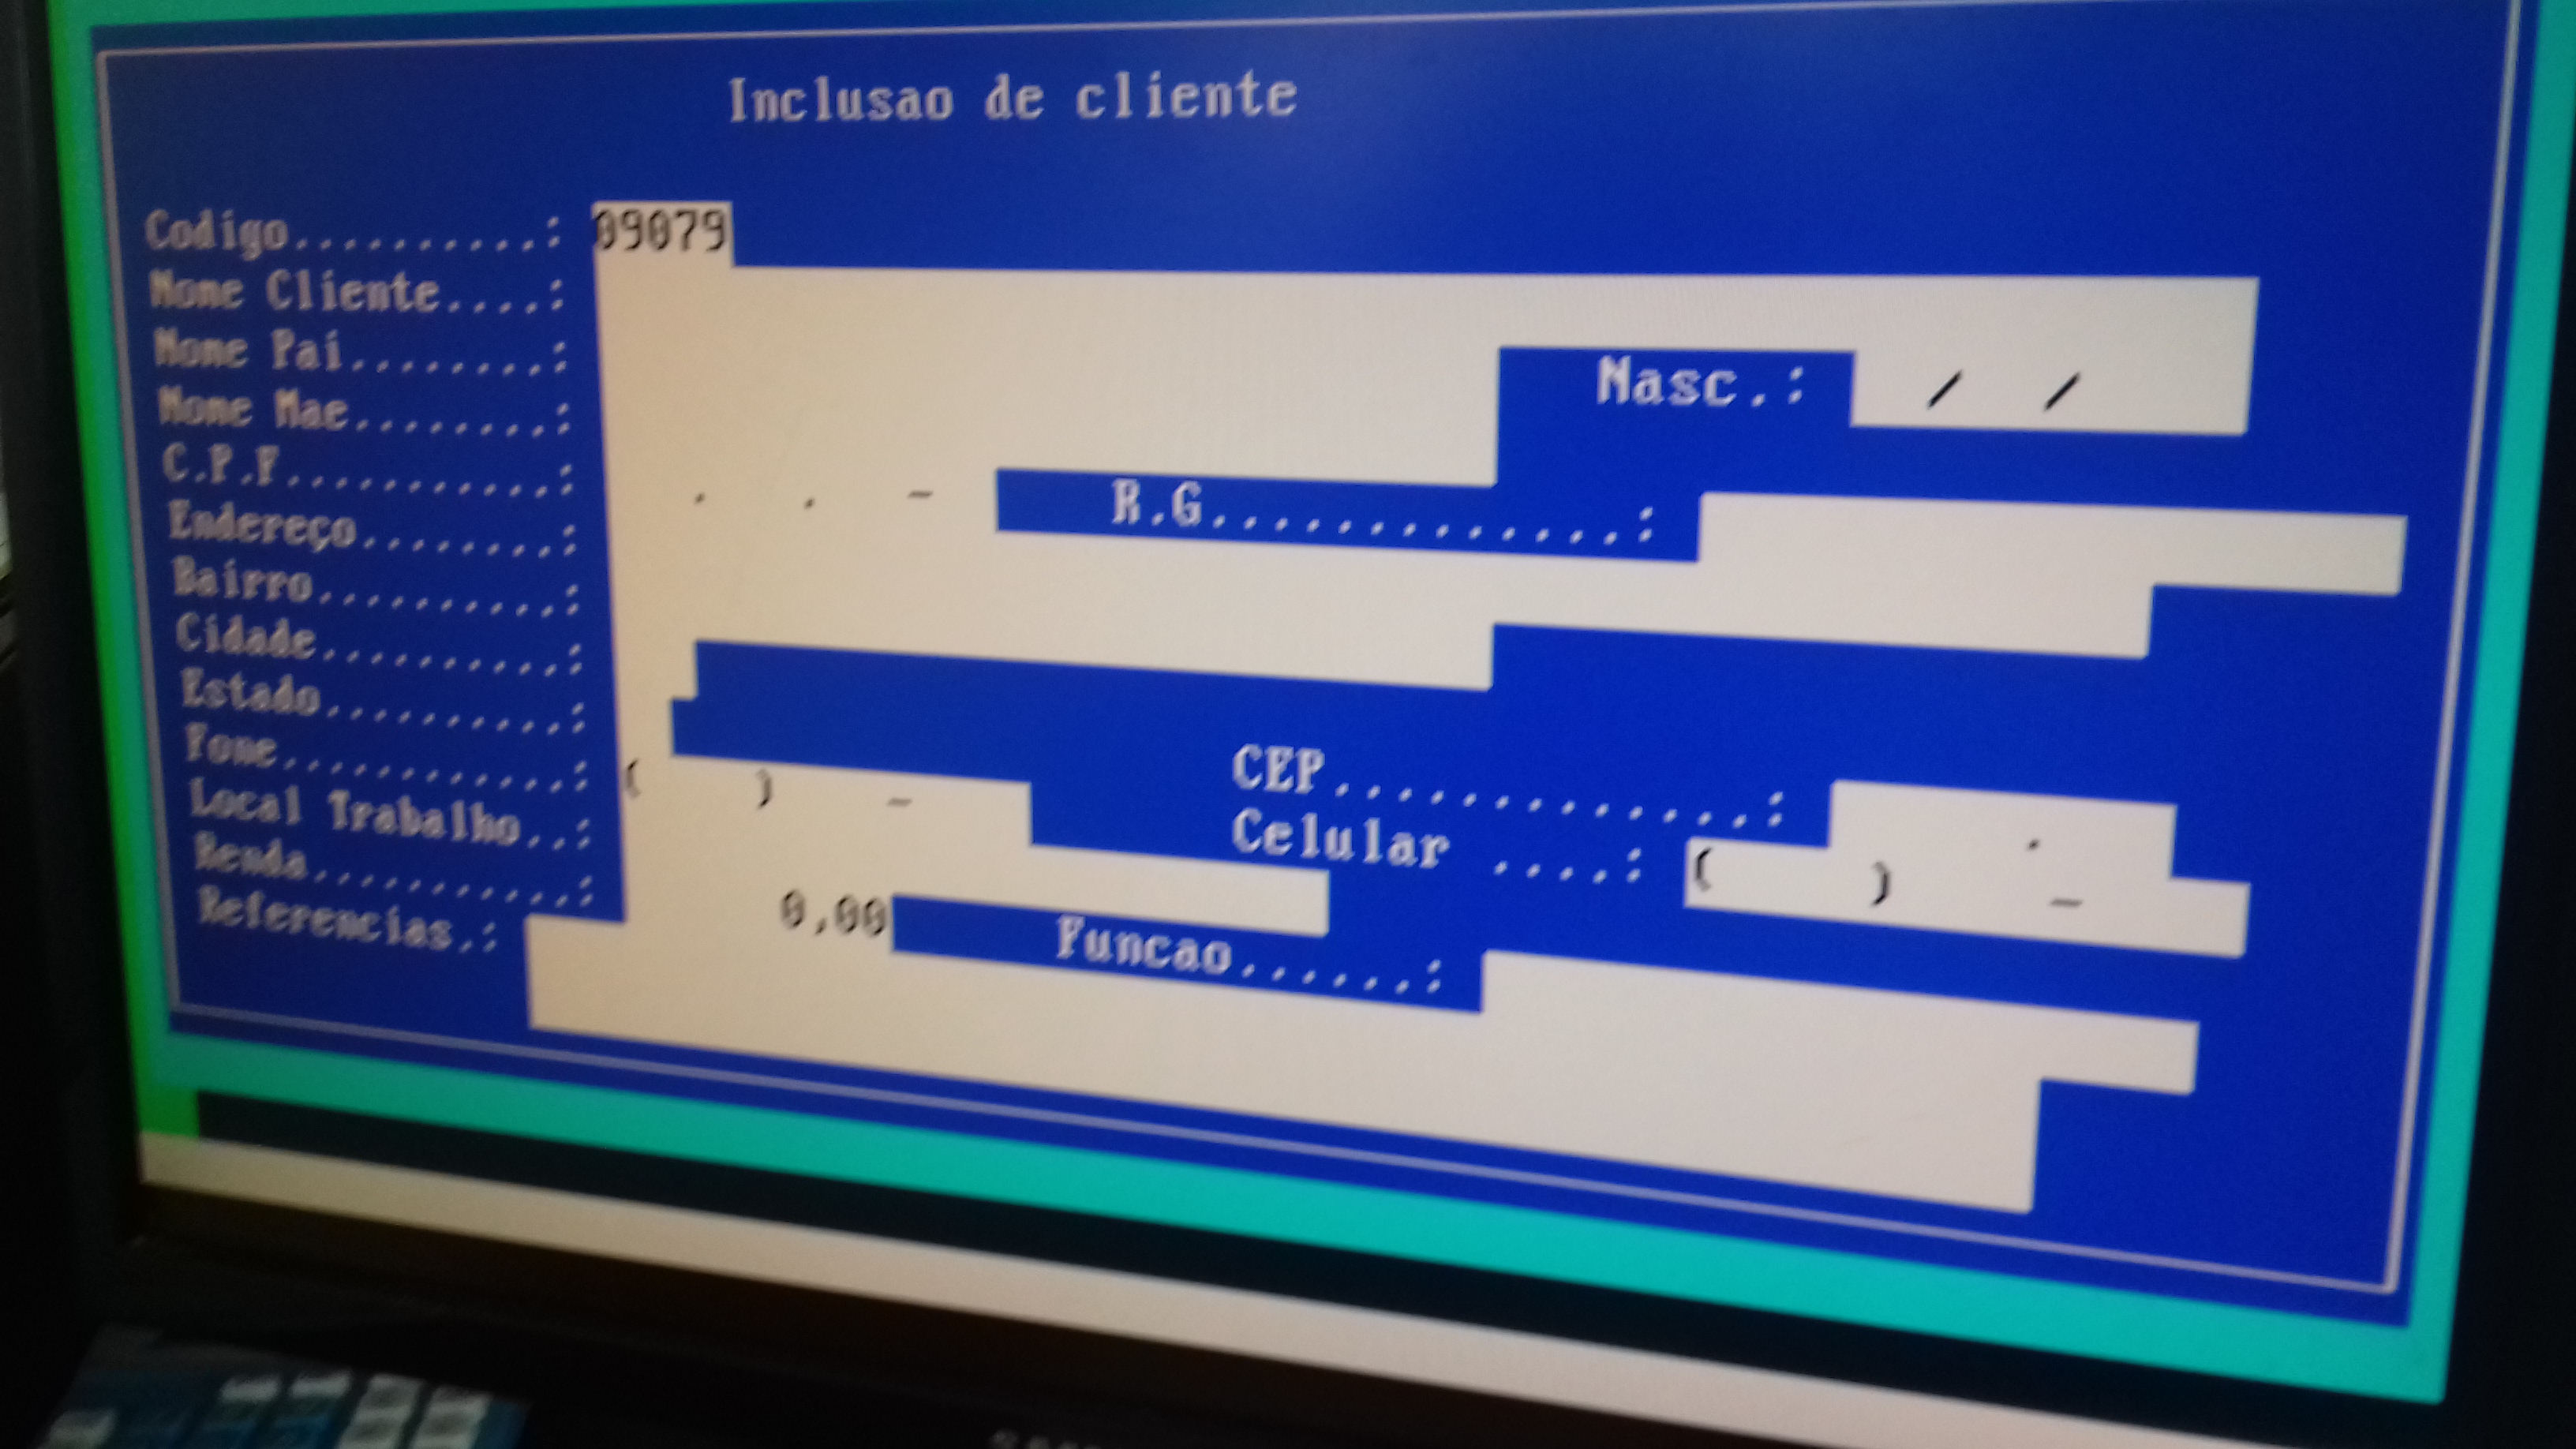 Inclusao de cliente
Codigo..........: 09079
Nome Cliente....:
Nome Pai........: Nasc.: / /
Nome Mae........:
C.P.F...........: . . - R.G.............:
Endereço........:
Bairro..........:
Cidade..........:
Estado..........: CEP.............: .
Fone............: ( ) - Celular ....: ( ) -
Local Trabalho..:
Renda...........: 0,00 Funcao......:
Referencias.: